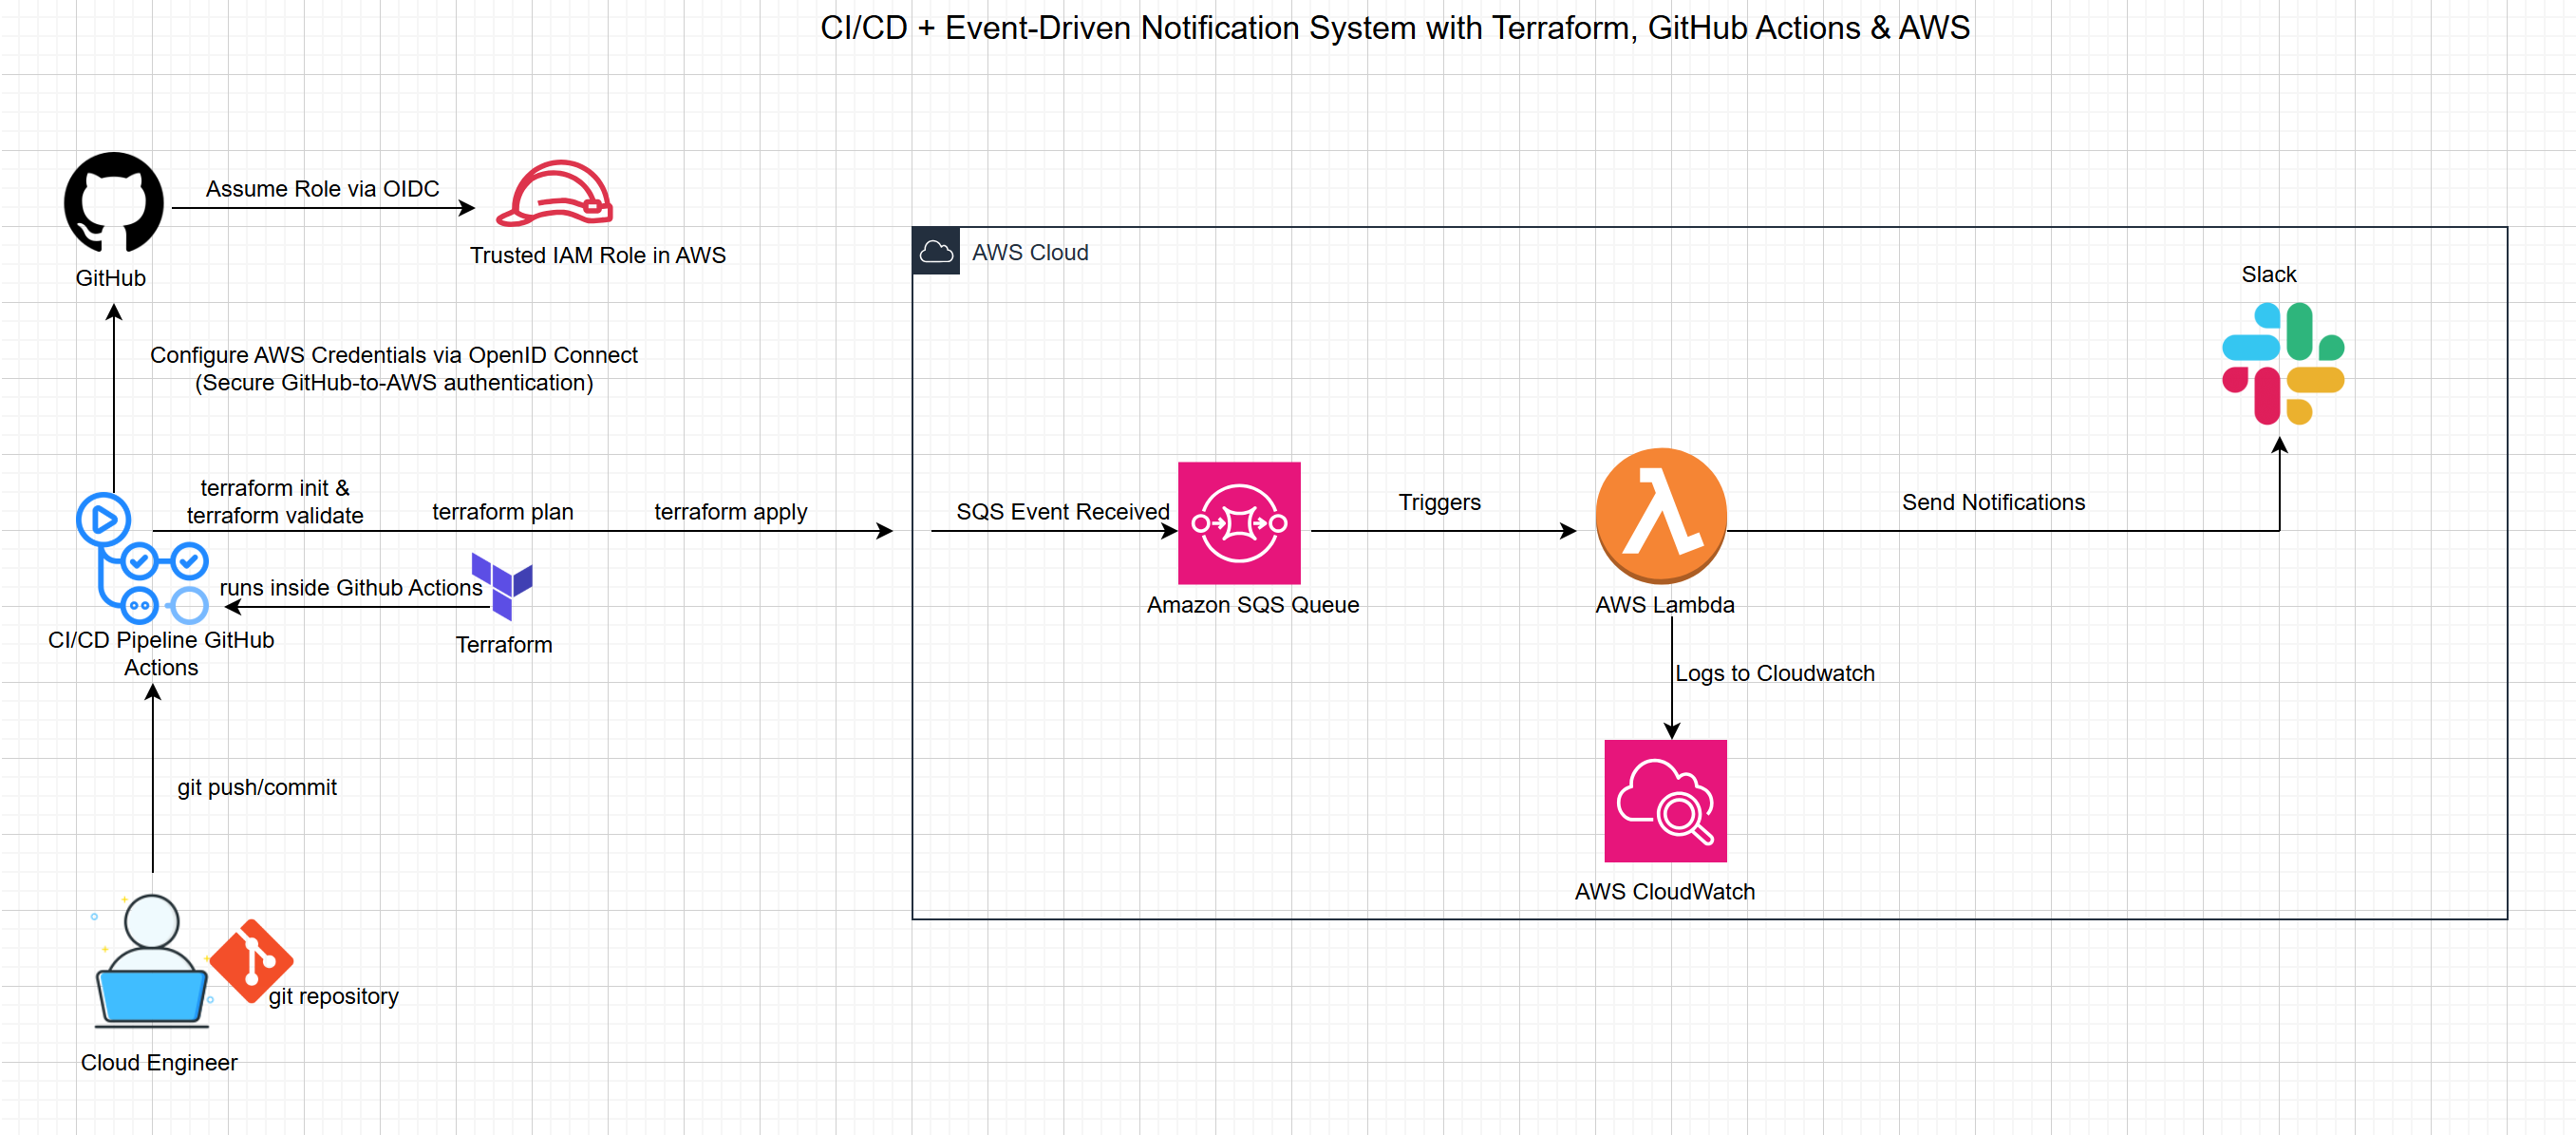 CI/CD + Event-Driven Notification System with Terraform, GitHub Actions & AWS
Assume Role via OIDC
GitHub
Trusted IAM Role in AWS
AWS Cloud
Slack
Configure AWS Credentials via OpenID Connect
(Secure GitHub-to-AWS authentication)
terraform init &
terraform validate
terraform plan
terraform apply
SQS Event Received
Triggers
Send Notifications
runs inside Github Actions
Amazon SQS Queue
AWS Lambda
CI/CD Pipeline GitHub
Actions
Terraform
Logs to Cloudwatch
git push/commit
AWS CloudWatch
git repository
Cloud Engineer